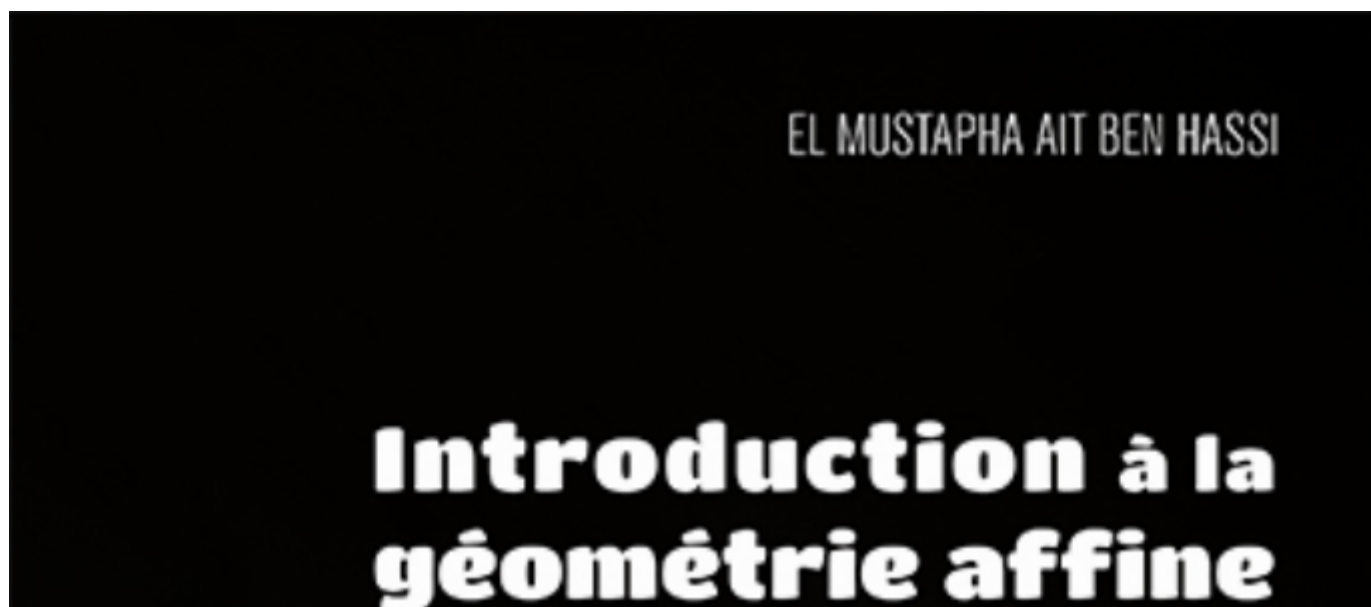 EL MUSTAPHA AIT BEN HASSI
Introduction à la
géométrie affine